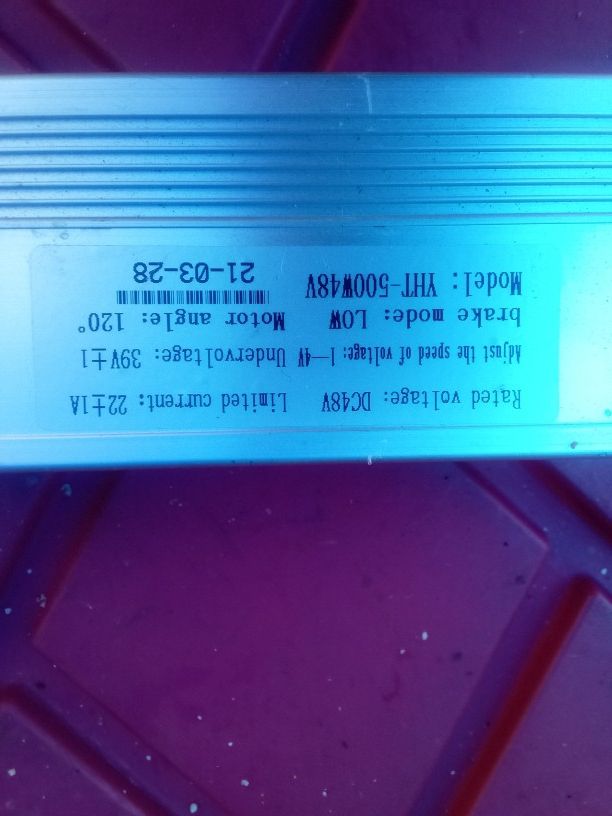 Rated voltage: DC48V Limited current: 22±1A
Adjust the speed of voltage: 1—4V Undervoltage: 39V±1
brake mode: LOW Motor angle: 120°
Model: YHT-500W48V
21-03-28